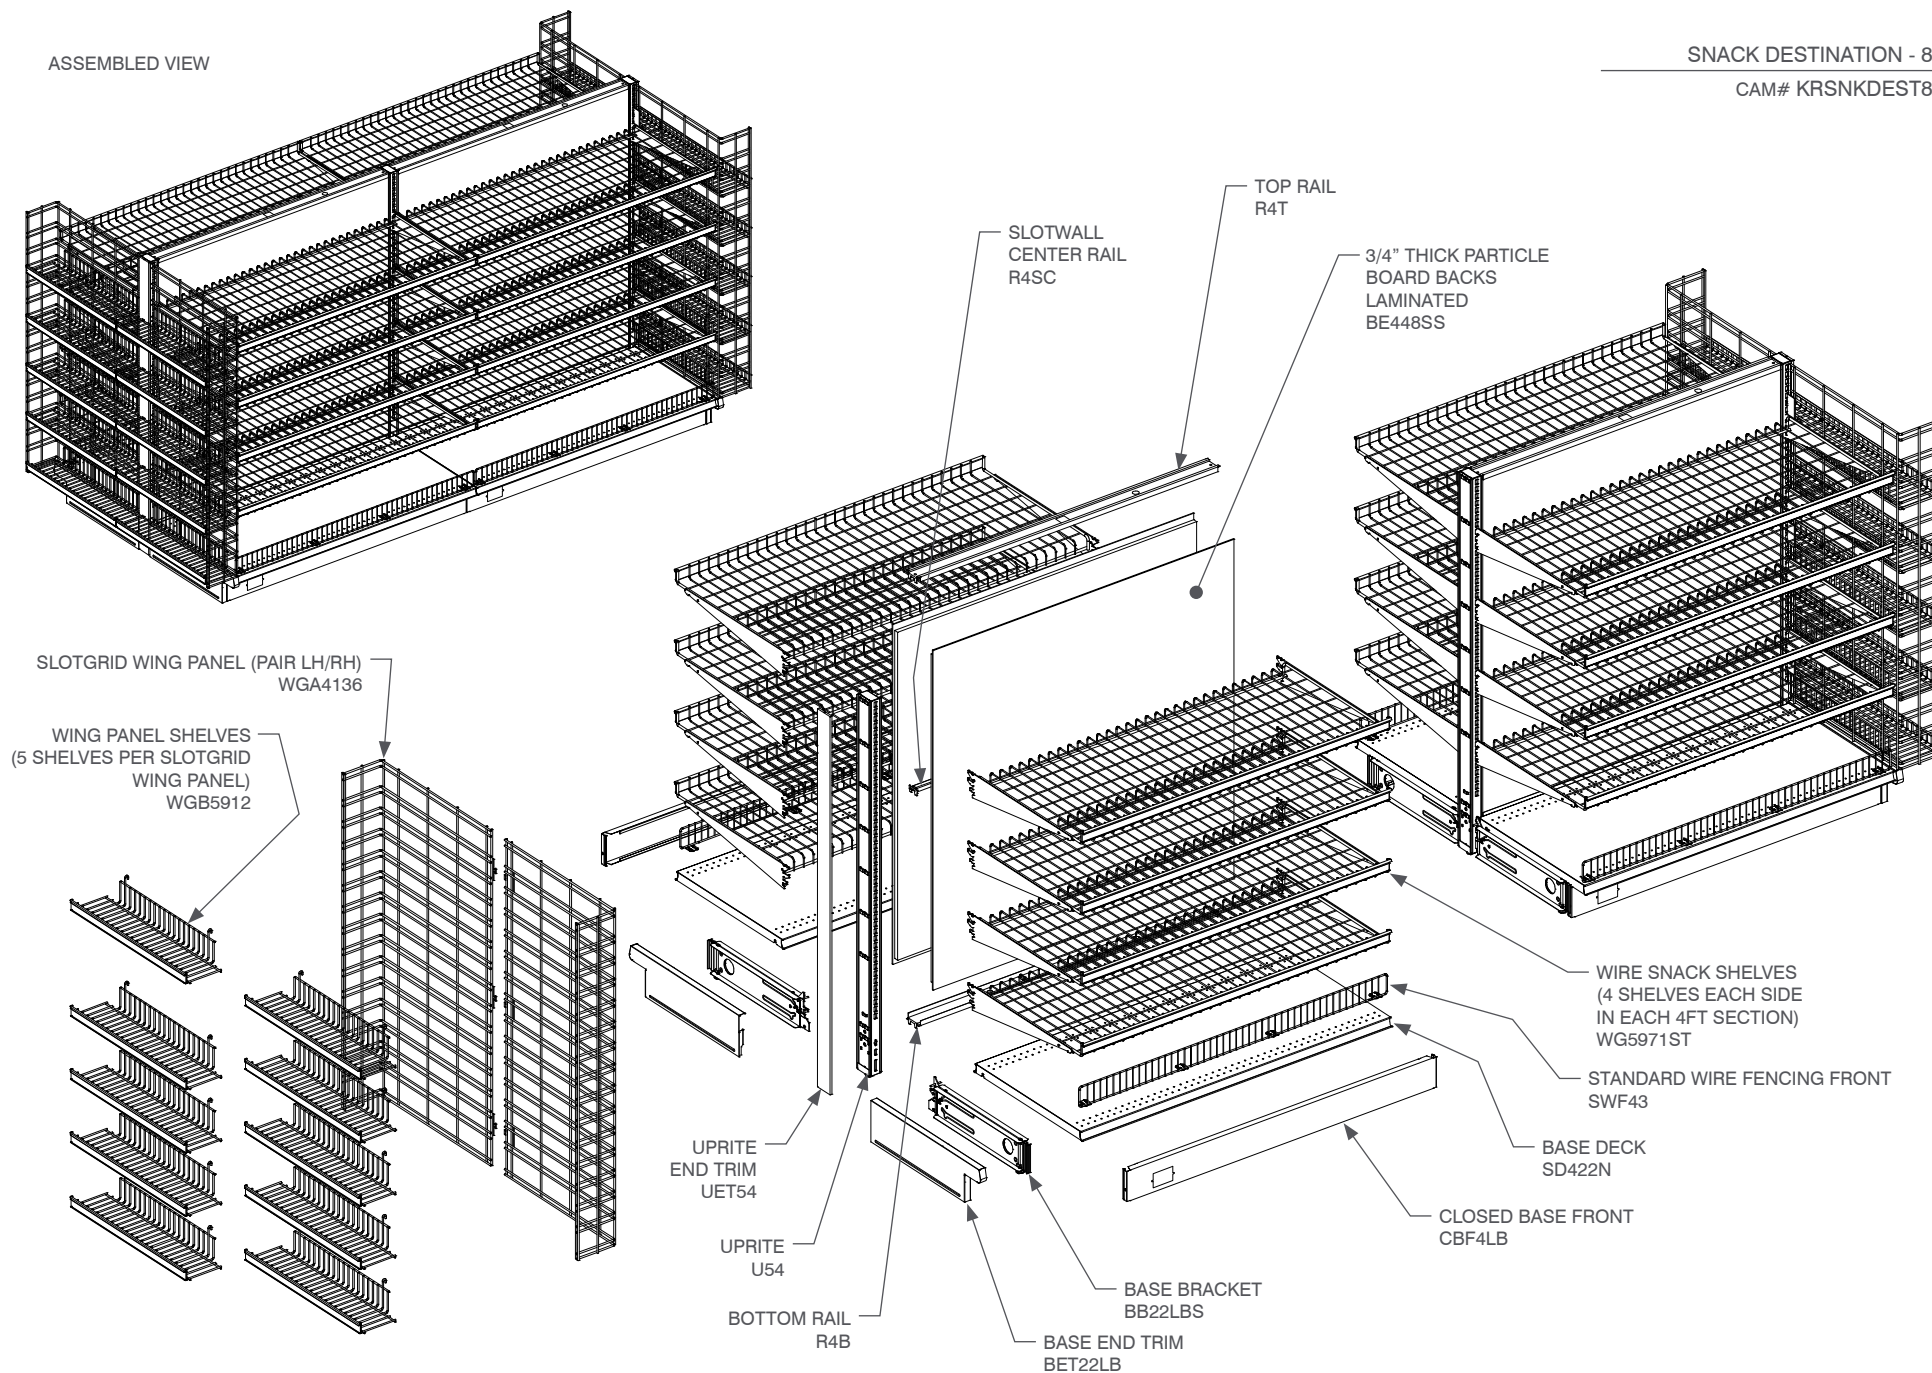 ASSEMBLED VIEW
SNACK DESTINATION - 8
CAM# KRSNKDEST8
TOP RAIL
R4T
SLOTWALL
CENTER RAIL
R4SC
3/4” THICK PARTICLE
BOARD BACKS
LAMINATED
BE448SS
SLOTGRID WING PANEL (PAIR LH/RH)
WGA4136
WING PANEL SHELVES
(5 SHELVES PER SLOTGRID
WING PANEL)
WGB5912
WIRE SNACK SHELVES
(4 SHELVES EACH SIDE
IN EACH 4FT SECTION)
WG5971ST
STANDARD WIRE FENCING FRONT
SWF43
BASE DECK
SD422N
CLOSED BASE FRONT
CBF4LB
UPRITE
END TRIM
UET54
UPRITE
U54
BOTTOM RAIL
R4B
BASE BRACKET
BB22LBS
BASE END TRIM
BET22LB